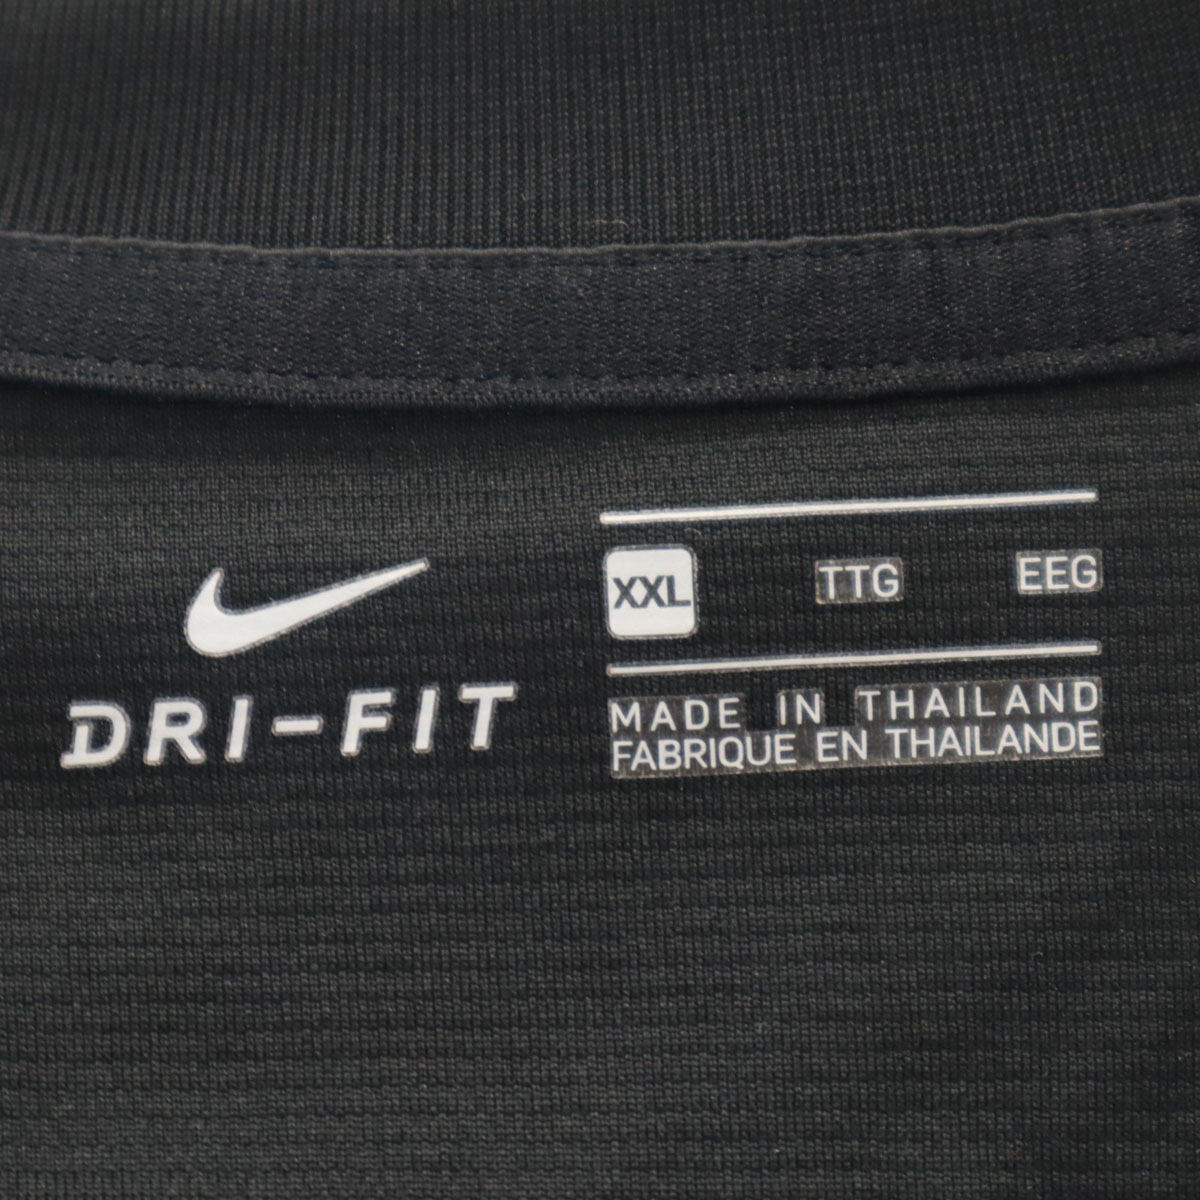 DRI-FIT
XXL TTG EEG
MADE IN THAILAND
FABRIQUE EN THAILANDE